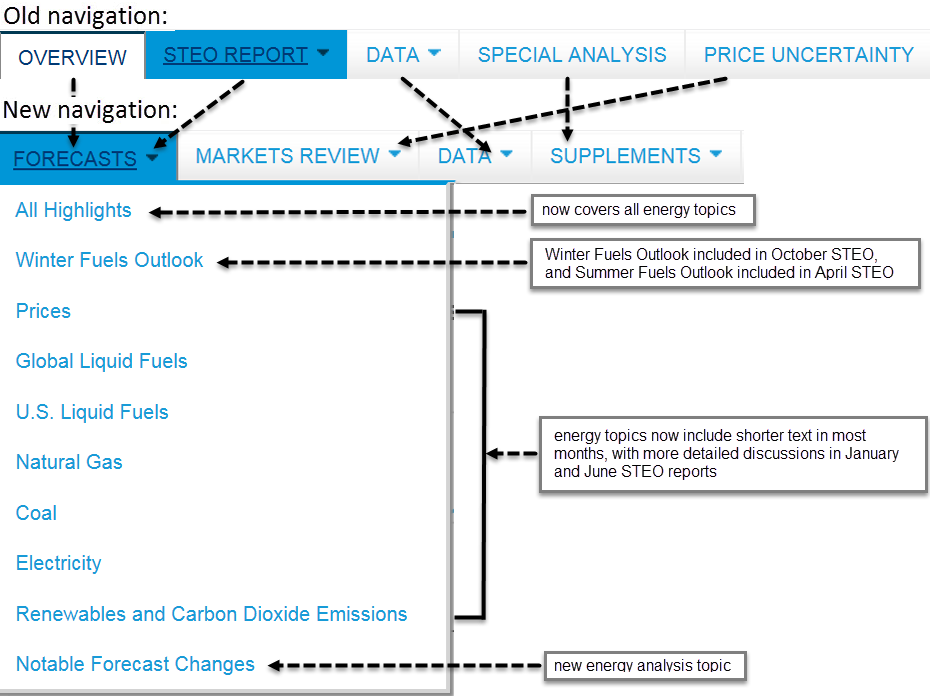 Old navigation:
OVERVIEW STEO REPORT DATA SPECIAL ANALYSIS PRICE UNCERTAINTY
New navigation:
FORECASTS MARKETS REVIEW DATA SUPPLEMENTS
All Highlights
now covers all energy topics
Winter Fuels Outlook
Winter Fuels Outlook included in October STEO,
and Summer Fuels Outlook included in April STEO
Prices
Global Liquid Fuels
U.S. Liquid Fuels
Natural Gas
Coal
Electricity
Renewables and Carbon Dioxide Emissions
energy topics now include shorter text in most
months, with more detailed discussions in January
and June STEO reports
Notable Forecast Changes
new energy analysis topic